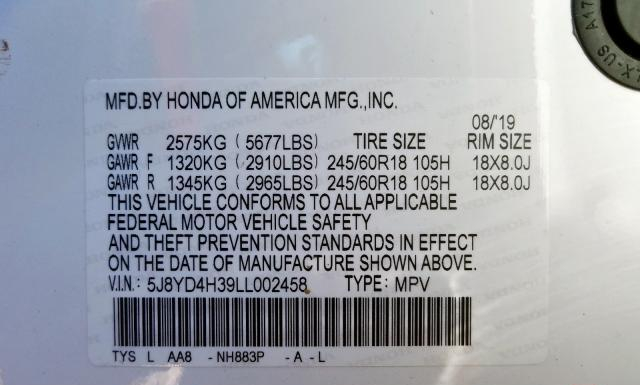 LX-US A17
MFD.BY HONDA OF AMERICA MFG.,INC.
08/'19
GVWR 2575KG ( 5677LBS) TIRE SIZE RIM SIZE
GAWR F 1320KG ( 2910LBS) 245/60R18 105H 18X8.0J
GAWR R 1345KG ( 2965LBS) 245/60R18 105H 18X8.0J
THIS VEHICLE CONFORMS TO ALL APPLICABLE
FEDERAL MOTOR VEHICLE SAFETY
AND THEFT PREVENTION STANDARDS IN EFFECT
ON THE DATE OF MANUFACTURE SHOWN ABOVE.
V.I.N.: 5J8YD4H39LL002458 TYPE: MPV
TYS L AA8 - NH883P - A - L